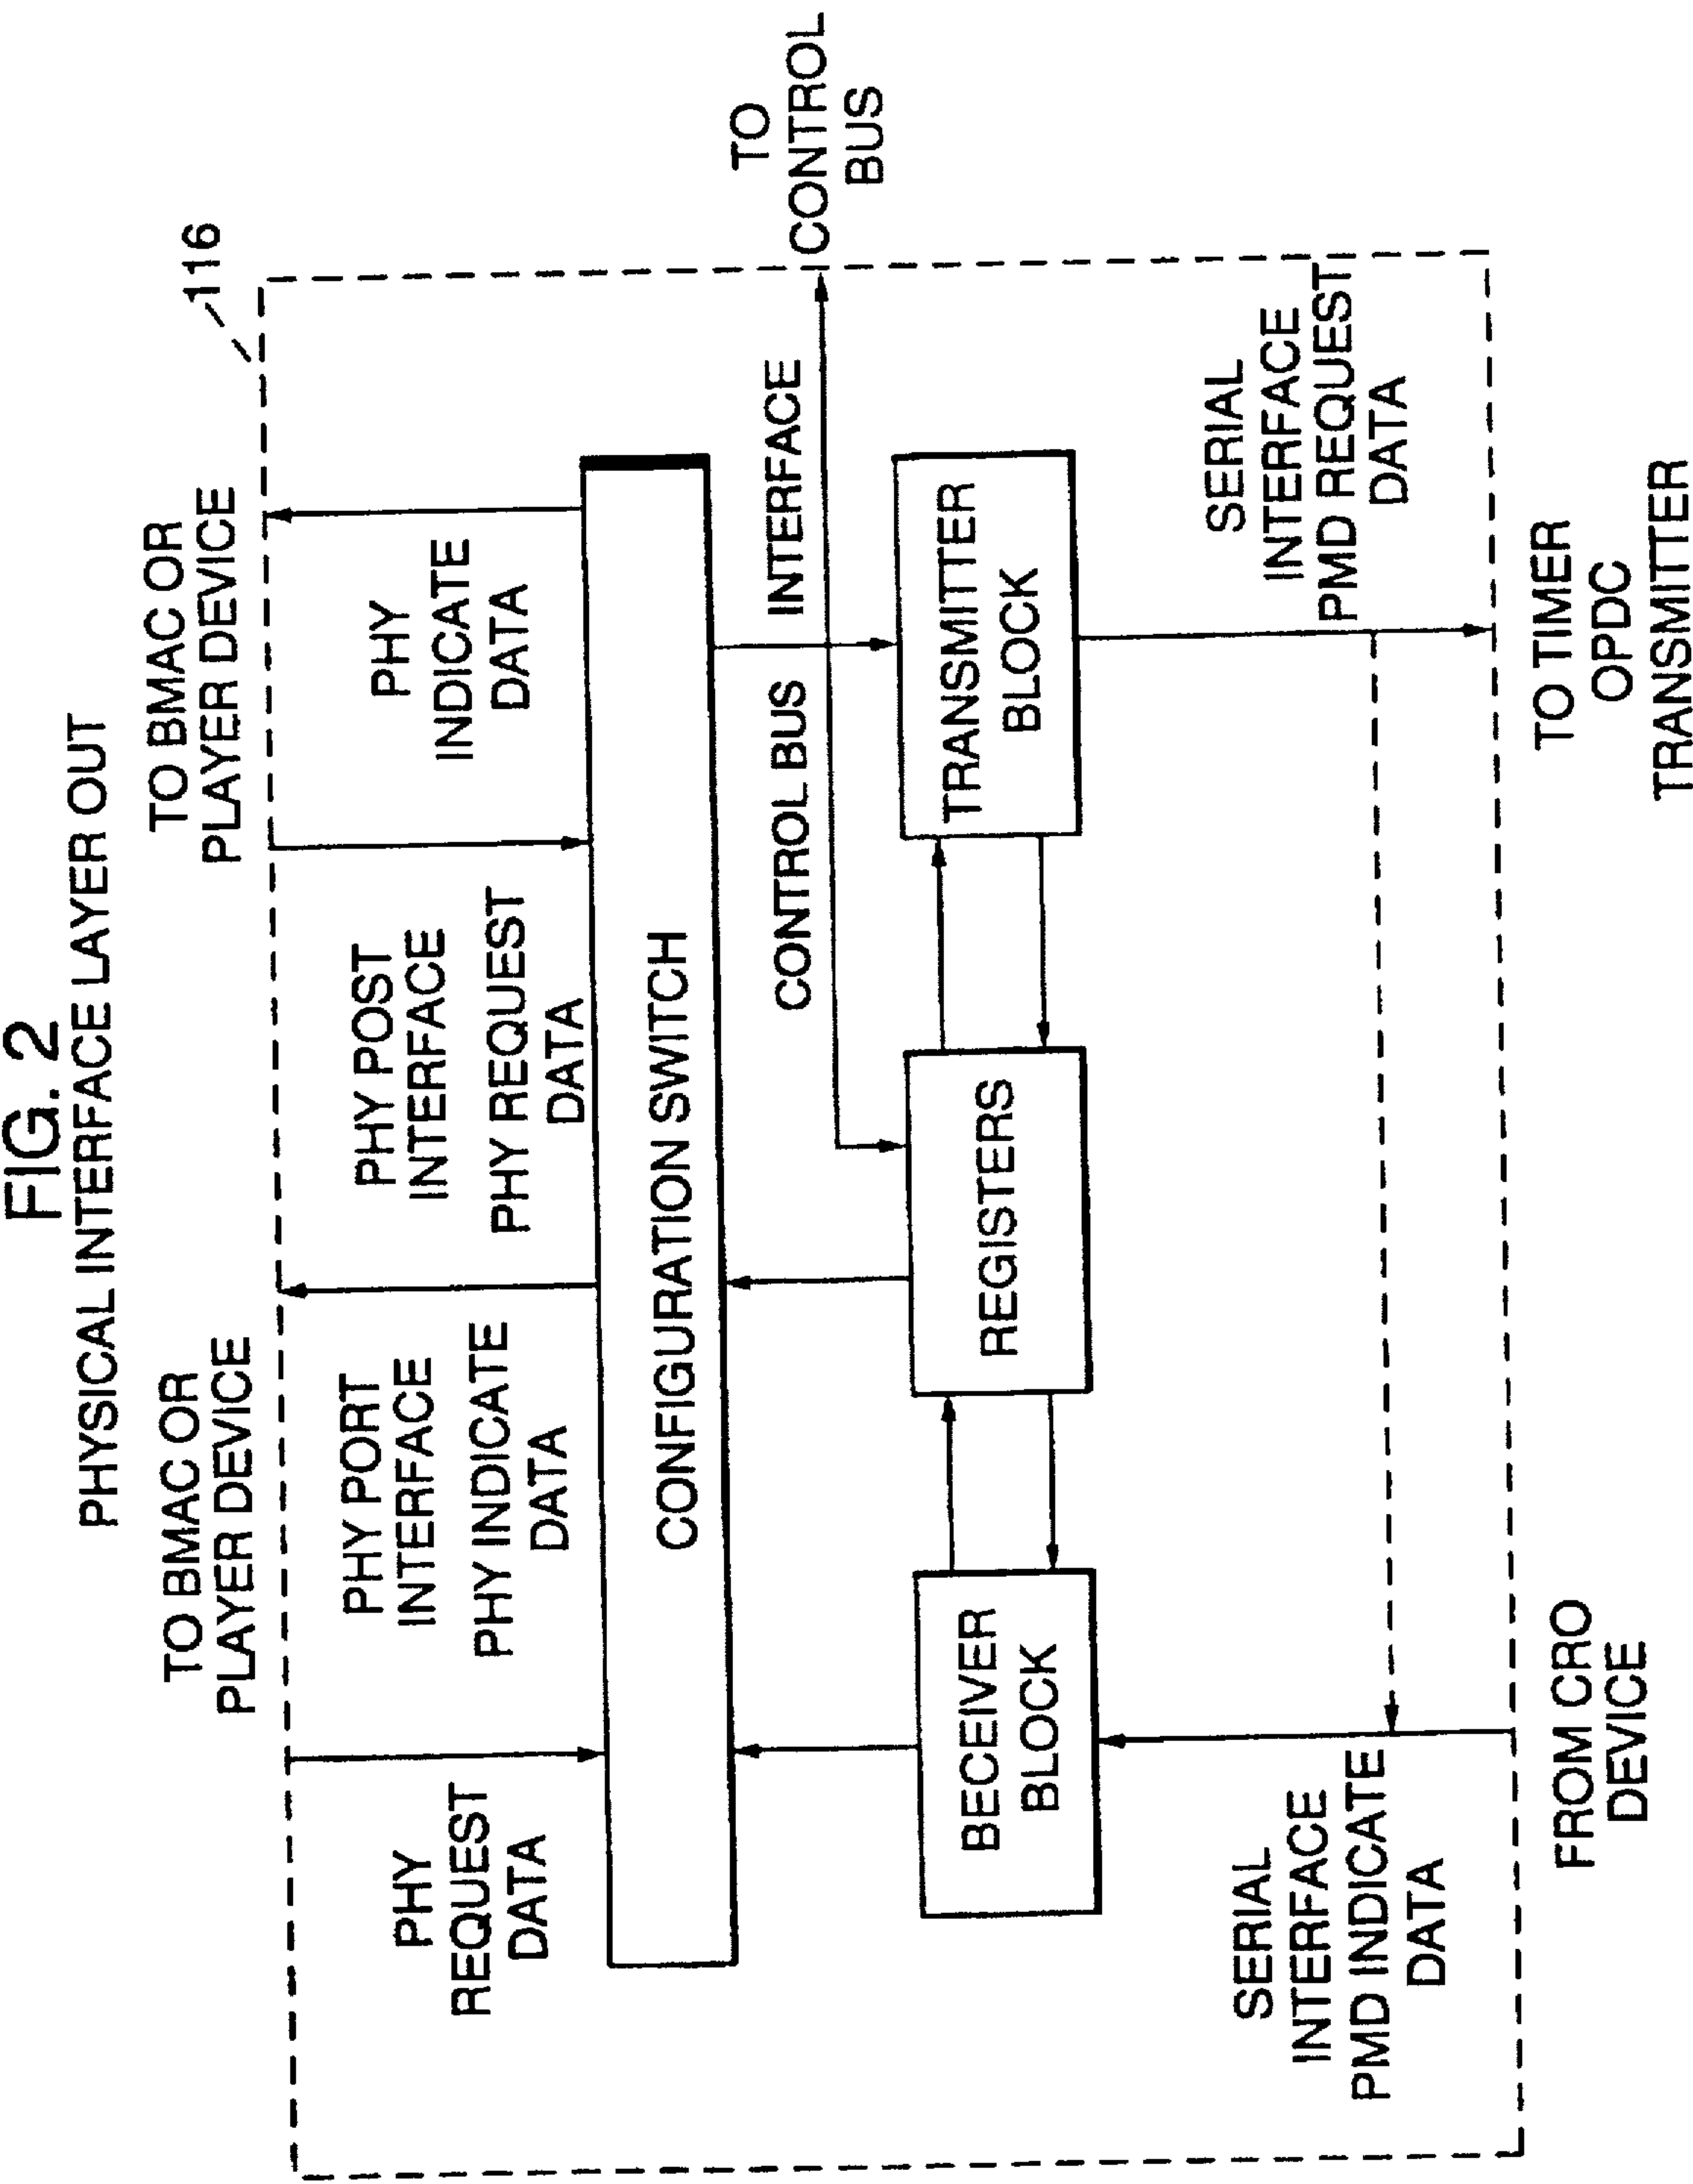 FIG. 2
PHYSICAL INTERFACE LAYER OUT
TO BMAC OR
PLAYER DEVICE
TO BMAC OR
PLAYER DEVICE
116
PHY
REQUEST
DATA
PHY PORT
INTERFACE
PHY INDICATE
DATA
PHY POST
INTERFACE
PHY REQUEST
DATA
PHY
INDICATE
DATA
CONFIGURATION SWITCH
CONTROL BUS INTERFACE
TO
CONTROL
BUS
BECEIVER
BLOCK
REGISTERS
TRANSMITTER
BLOCK
SERIAL
INTERFACE
PMD INDICATE
DATA
SERIAL
INTERFACE
PMD REQUEST
DATA
FROM CRO
DEVICE
TO TIMER
OPDC
TRANSMITTER